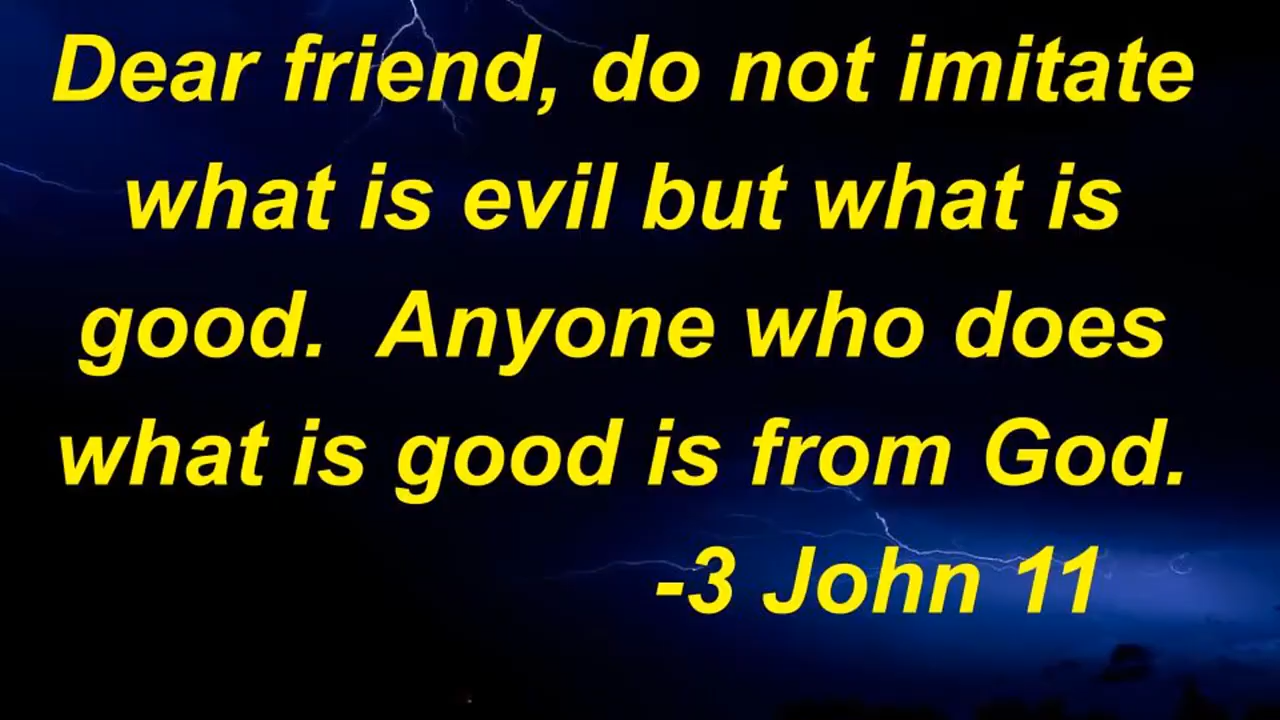 Dear friend, do not imitate
what is evil but what is
good.  Anyone who does
what is good is from God.
-3 John 11